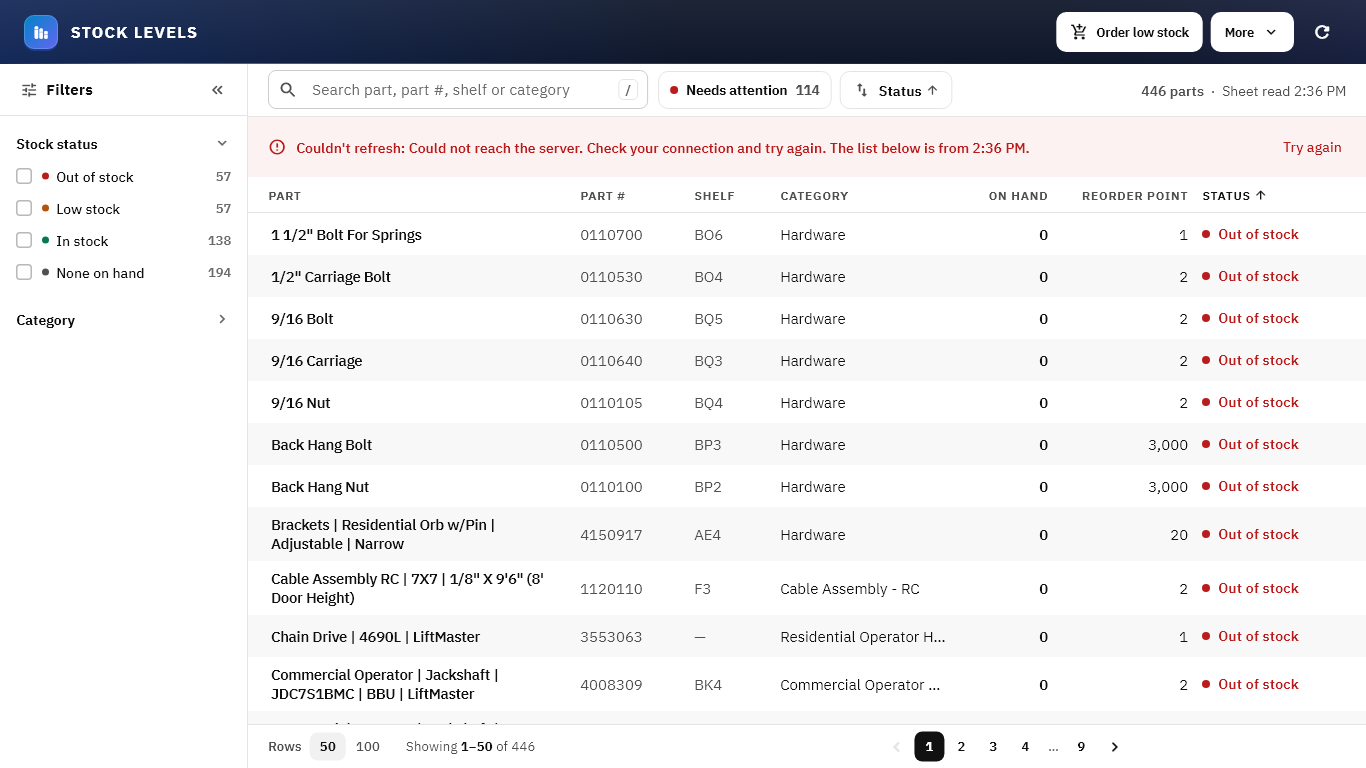 STOCK LEVELS
Order low stock
More
Filters
Search part, part #, shelf or category
/
Needs attention 114
Status
446 parts · Sheet read 2:36 PM
Couldn't refresh: Could not reach the server. Check your connection and try again. The list below is from 2:36 PM.
Try again
Stock status
Out of stock 57
Low stock 57
In stock 138
None on hand 194
Category
PART PART # SHELF CATEGORY ON HAND REORDER POINT STATUS
1 1/2" Bolt For Springs 0110700 BO6 Hardware 0 1 Out of stock
1/2" Carriage Bolt 0110530 BO4 Hardware 0 2 Out of stock
9/16 Bolt 0110630 BQ5 Hardware 0 2 Out of stock
9/16 Carriage 0110640 BQ3 Hardware 0 2 Out of stock
9/16 Nut 0110105 BQ4 Hardware 0 2 Out of stock
Back Hang Bolt 0110500 BP3 Hardware 0 3,000 Out of stock
Back Hang Nut 0110100 BP2 Hardware 0 3,000 Out of stock
Brackets | Residential Orb w/Pin |
Adjustable | Narrow
4150917 AE4 Hardware 0 20 Out of stock
Cable Assembly RC | 7X7 | 1/8" X 9'6" (8'
Door Height)
1120110 F3 Cable Assembly - RC 0 2 Out of stock
Chain Drive | 4690L | LiftMaster 3553063 — Residential Operator H... 0 1 Out of stock
Commercial Operator | Jackshaft |
JDC7S1BMC | BBU | LiftMaster
4008309 BK4 Commercial Operator ... 0 2 Out of stock
Rows 50 100 Showing 1–50 of 446
1 2 3 4 ... 9